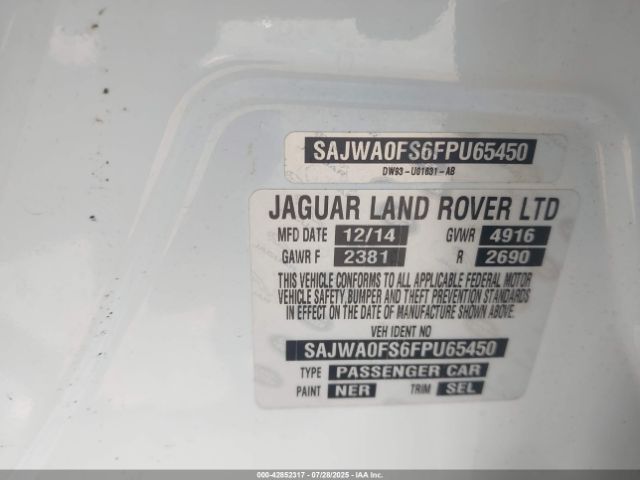 SAJWA0FS6FPU65450
DW93-U01631-AB
JAGUAR LAND ROVER LTD
MFD DATE 12/14 GVWR 4916
GAWR F 2381 R 2690
THIS VEHICLE CONFORMS TO ALL APPLICABLE FEDERAL MOTOR
VEHICLE SAFETY,BUMPER AND THEFT PREVENTION STANDARDS
IN EFFECT ON THE DATE OF MANUFACTURE SHOWN ABOVE.
VEH IDENT NO
SAJWA0FS6FPU65450
TYPE PASSENGER CAR
PAINT NER TRIM SEL
000-42852317 - 07/28/2025 - IAA Inc.